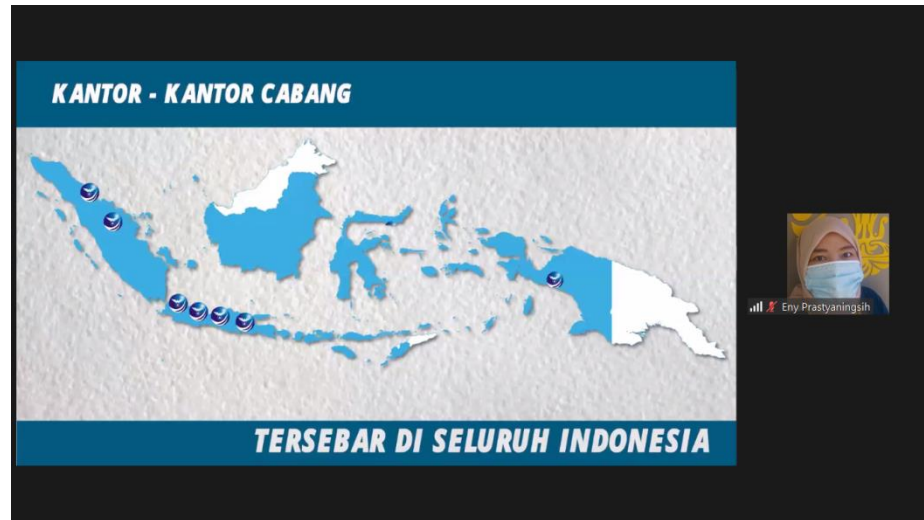 KANTOR - KANTOR CABANG
Eny Prastyaningsih
TERSEBAR DI SELURUH INDONESIA